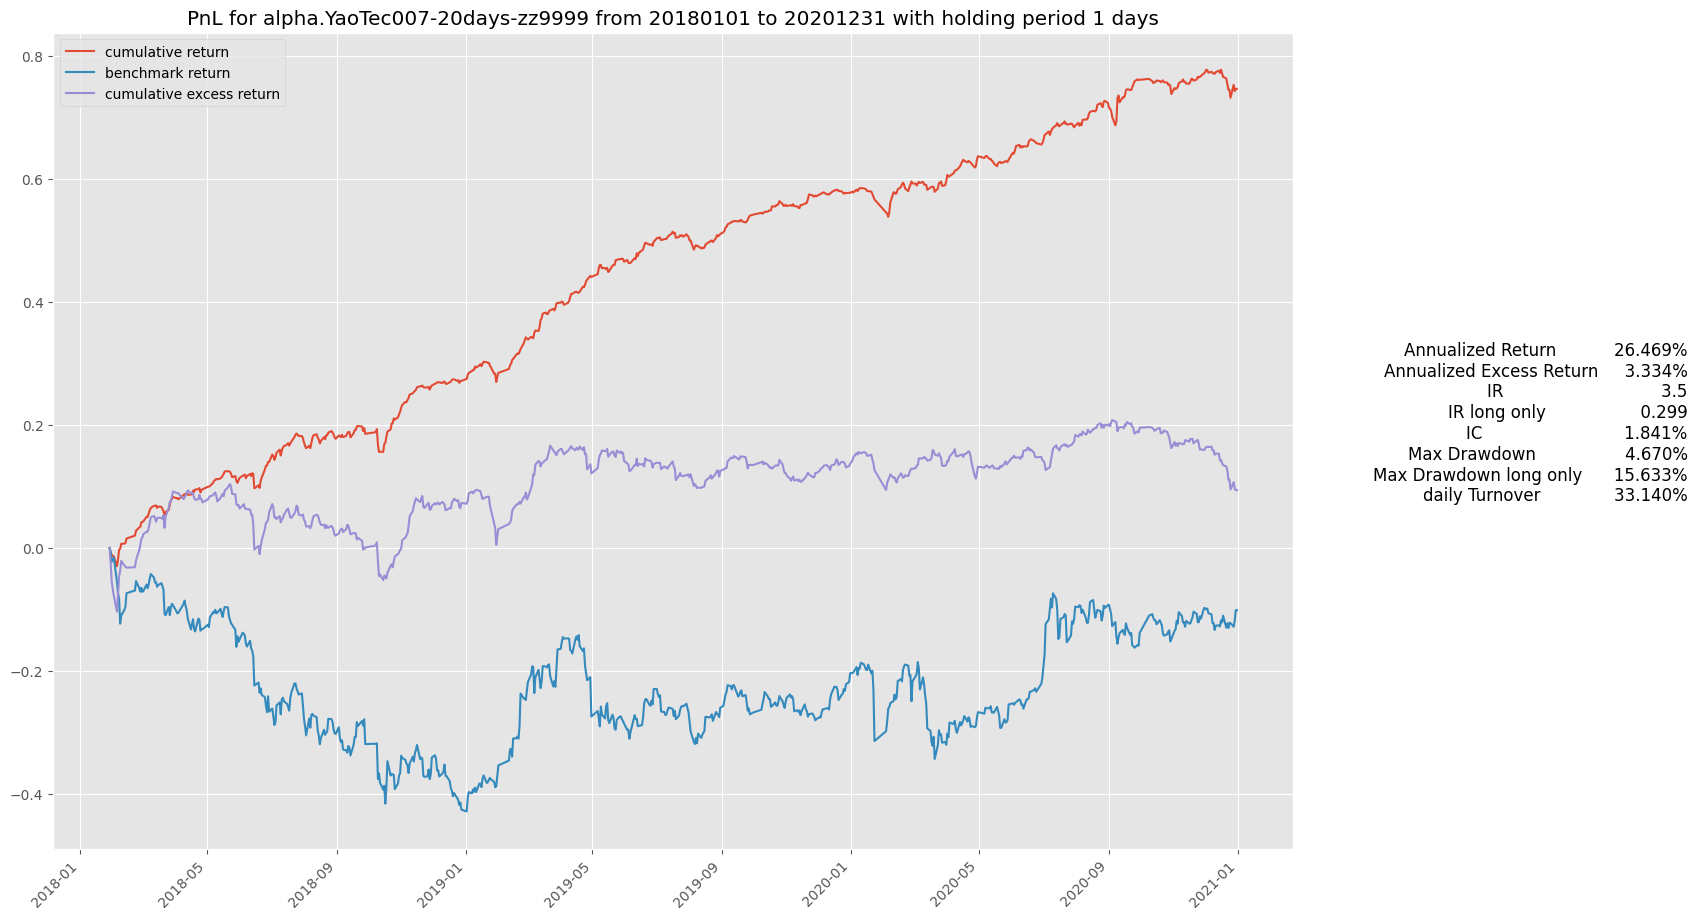 PnL for alpha.YaoTec007-20days-zz9999 from 20180101 to 20201231 with holding period 1 days
cumulative return
benchmark return
cumulative excess return
0.8
0.6
0.4
0.2
0.0
−0.2
−0.4
2018-01
2018-05
2018-09
2019-01
2019-05
2019-09
2020-01
2020-05
2020-09
2021-01
Annualized Return 26.469%
Annualized Excess Return 3.334%
IR 3.5
IR long only 0.299
IC 1.841%
Max Drawdown 4.670%
Max Drawdown long only 15.633%
daily Turnover 33.140%